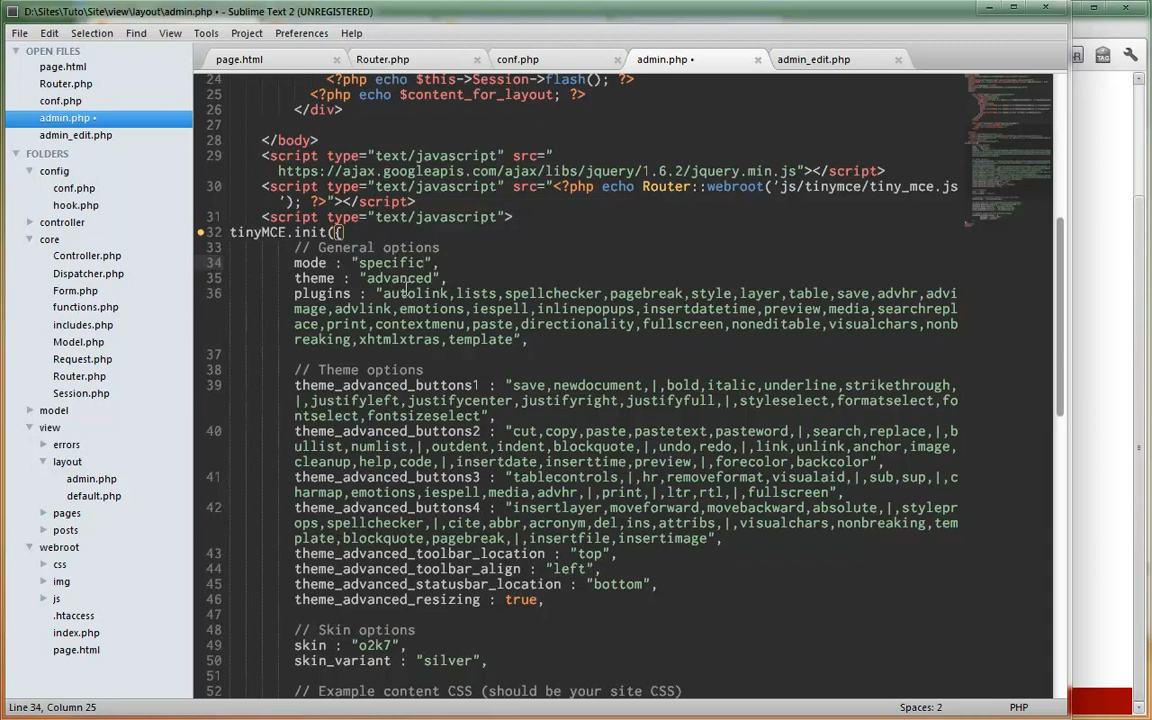 D:\Sites\Tuto\Site\view\layout\admin.php • - Sublime Text 2 (UNREGISTERED)
File Edit Selection Find View Goto Tools Project Preferences Help
OPEN FILES
page.html
Router.php
conf.php
admin.php •
admin_edit.php
FOLDERS
config
conf.php
hook.php
controller
core
Controller.php
Dispatcher.php
Form.php
functions.php
includes.php
Model.php
Request.php
Router.php
Session.php
model
view
errors
layout
admin.php
default.php
pages
posts
webroot
css
img
js
.htaccess
index.php
page.html
page.html × Router.php × conf.php × admin.php • × admin_edit.php ×
24 <?php echo $this->Session->flash(); ?>
25 <?php echo $content_for_layout; ?>
26 </div>
27
28 </body>
29 <script type="text/javascript" src="
https://ajax.googleapis.com/ajax/libs/jquery/1.6.2/jquery.min.js"></script>
30 <script type="text/javascript" src="<?php echo Router::webroot('js/tinymce/tiny_mce.js
'); ?>"></script>
31 <script type="text/javascript">
32 tinyMCE.init({
33 // General options
34 mode : "specific",
35 theme : "advanced",
36 plugins : "autolink,lists,spellchecker,pagebreak,style,layer,table,save,advhr,advi
mage,advlink,emotions,iespell,inlinepopups,insertdatetime,preview,media,searchrepl
ace,print,contextmenu,paste,directionality,fullscreen,noneditable,visualchars,nonb
reaking,xhtmlxtras,template",
37
38 // Theme options
39 theme_advanced_buttons1 : "save,newdocument,|,bold,italic,underline,strikethrough,
|,justifyleft,justifycenter,justifyright,justifyfull,|,styleselect,formatselect,fo
ntselect,fontsizeselect",
40 theme_advanced_buttons2 : "cut,copy,paste,pastetext,pasteword,|,search,replace,|,b
ullist,numlist,|,outdent,indent,blockquote,|,undo,redo,|,link,unlink,anchor,image,
cleanup,help,code,|,insertdate,inserttime,preview,|,forecolor,backcolor",
41 theme_advanced_buttons3 : "tablecontrols,|,hr,removeformat,visualaid,|,sub,sup,|,c
harmap,emotions,iespell,media,advhr,|,print,|,ltr,rtl,|,fullscreen",
42 theme_advanced_buttons4 : "insertlayer,moveforward,movebackward,absolute,|,stylepr
ops,spellchecker,|,cite,abbr,acronym,del,ins,attribs,|,visualchars,nonbreaking,tem
plate,blockquote,pagebreak,|,insertfile,insertimage",
43 theme_advanced_toolbar_location : "top",
44 theme_advanced_toolbar_align : "left",
45 theme_advanced_statusbar_location : "bottom",
46 theme_advanced_resizing : true,
47
48 // Skin options
49 skin : "o2k7",
50 skin_variant : "silver",
51
52 // Example content CSS (should be your site CSS)
Line 34, Column 25 Spaces: 2 PHP